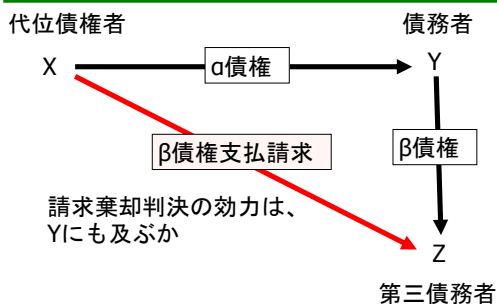 代位債権者
債務者
X
α債権
Y
β債権支払請求
β債権
請求棄却判決の効力は、
Yにも及ぶか
Z
第三債務者